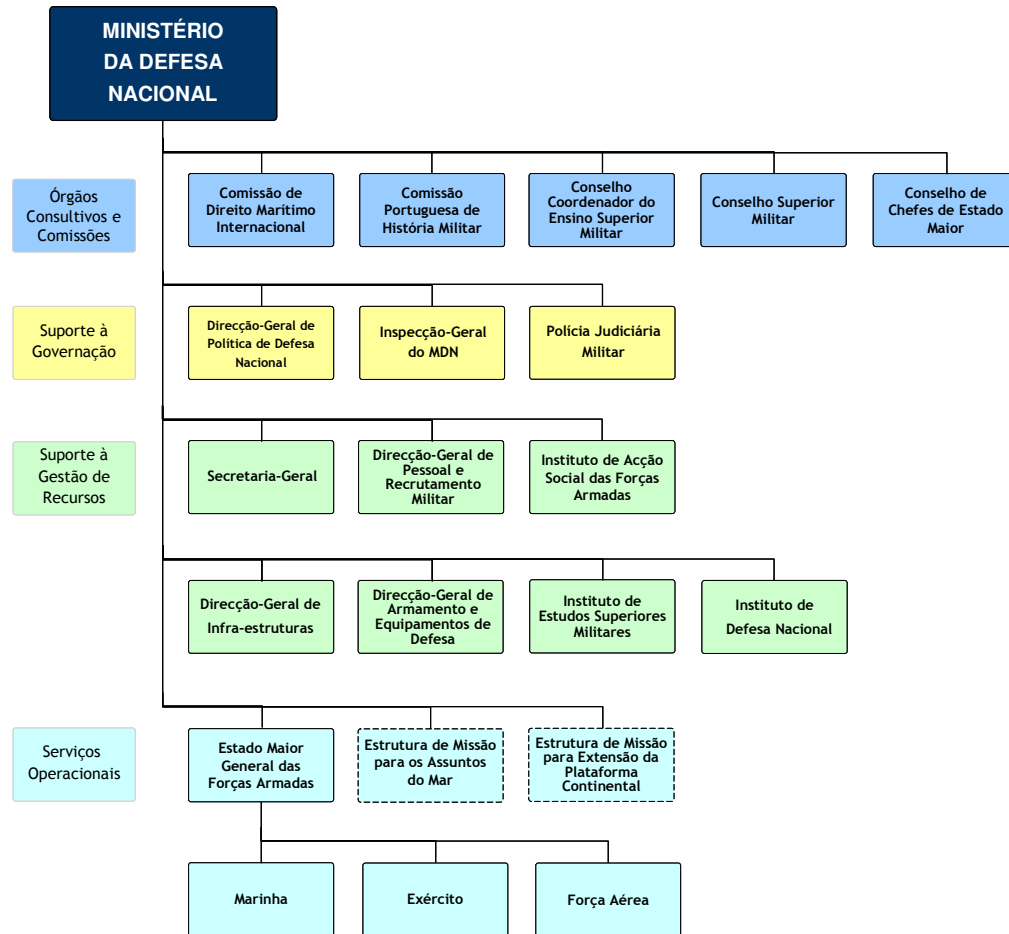 MINISTÉRIO
DA DEFESA
NACIONAL
Órgãos
Consultivos e
Comissões
Comissão de
Direito Marítimo
Internacional
Comissão
Portuguesa de
História Militar
Conselho
Coordenador do
Ensino Superior
Militar
Conselho Superior
Militar
Conselho de
Chefes de Estado
Maior
Suporte à
Governação
Direcção-Geral de
Política de Defesa
Nacional
Inspecção-Geral
do MDN
Polícia Judiciária
Militar
Suporte à
Gestão de
Recursos
Secretaria-Geral
Direcção-Geral de
Pessoal e
Recrutamento
Militar
Instituto de Acção
Social das Forças
Armadas
Direcção-Geral de
Infra-estruturas
Direcção-Geral de
Armamento e
Equipamentos de
Defesa
Instituto de
Estudos Superiores
Militares
Instituto de
Defesa Nacional
Serviços
Operacionais
Estado Maior
General das
Forças Armadas
Estrutura de Missão
para os Assuntos
do Mar
Estrutura de Missão
para Extensão da
Plataforma
Continental
Marinha
Exército
Força Aérea